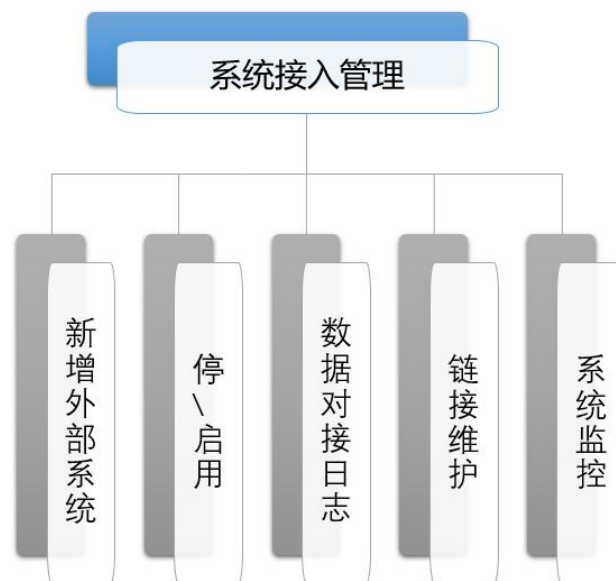 系统接入管理
新增外部系统
停\启用
数据对接日志
链接维护
系统监控